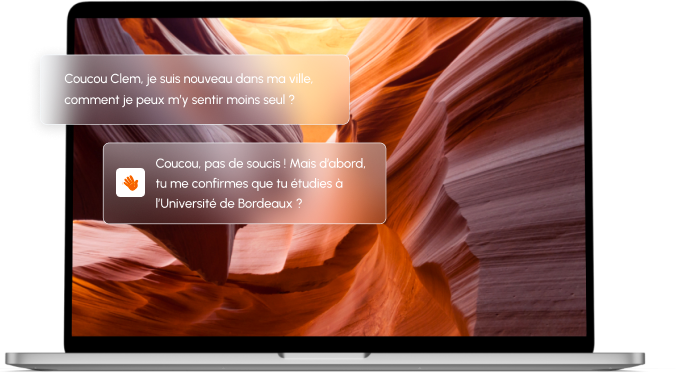 Coucou Clem, je suis nouveau dans ma ville,
comment je peux m'y sentir moins seul ?
Coucou, pas de soucis ! Mais d'abord,
tu me confirmes que tu étudies à
l'Université de Bordeaux ?